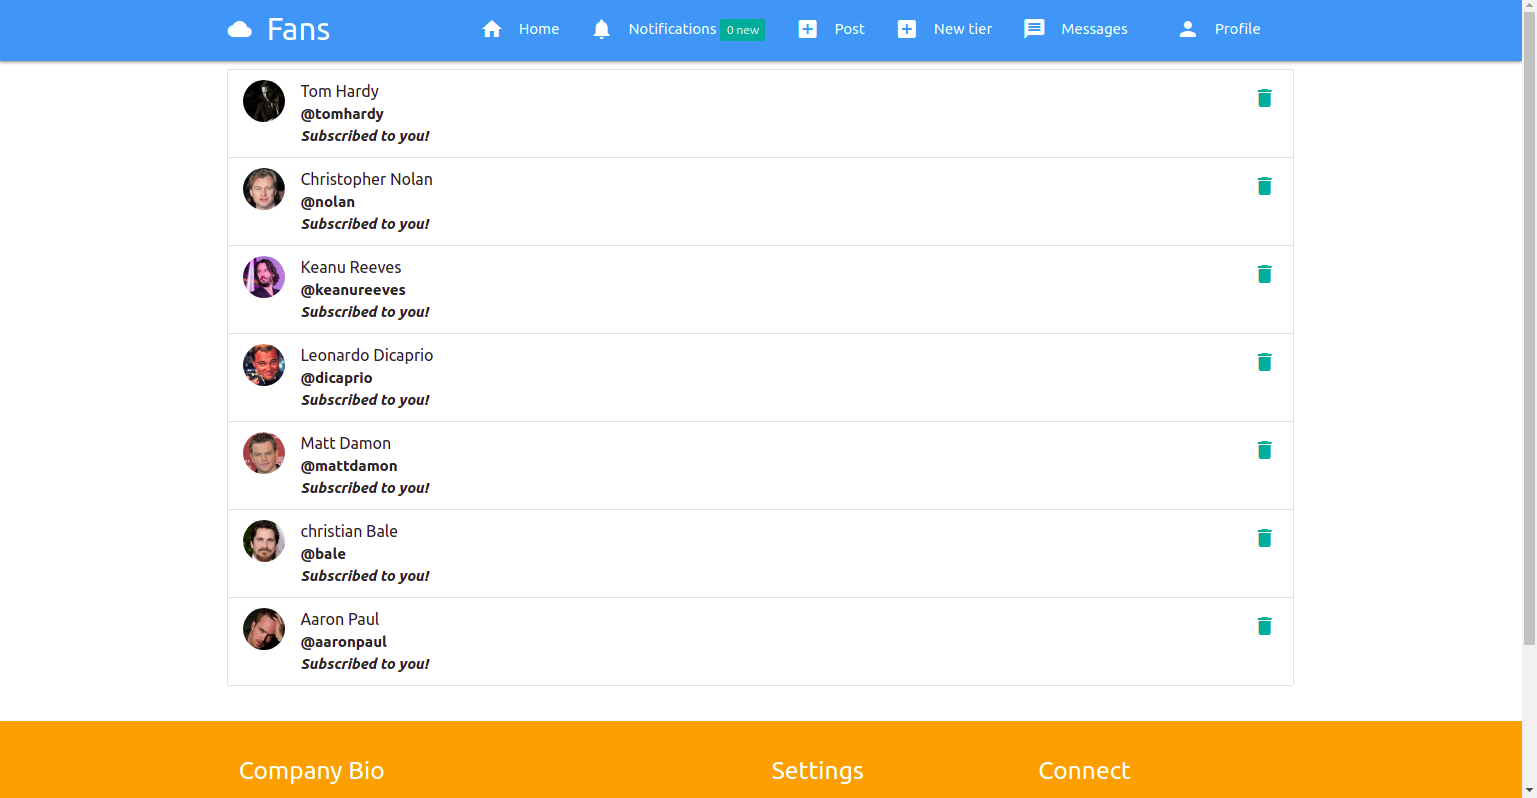 Fans
Home
Notifications 0 new
Post
New tier
Messages
Profile
Tom Hardy
@tomhardy
Subscribed to you!
Christopher Nolan
@nolan
Subscribed to you!
Keanu Reeves
@keanureeves
Subscribed to you!
Leonardo Dicaprio
@dicaprio
Subscribed to you!
Matt Damon
@mattdamon
Subscribed to you!
christian Bale
@bale
Subscribed to you!
Aaron Paul
@aaronpaul
Subscribed to you!
Company Bio
Settings
Connect